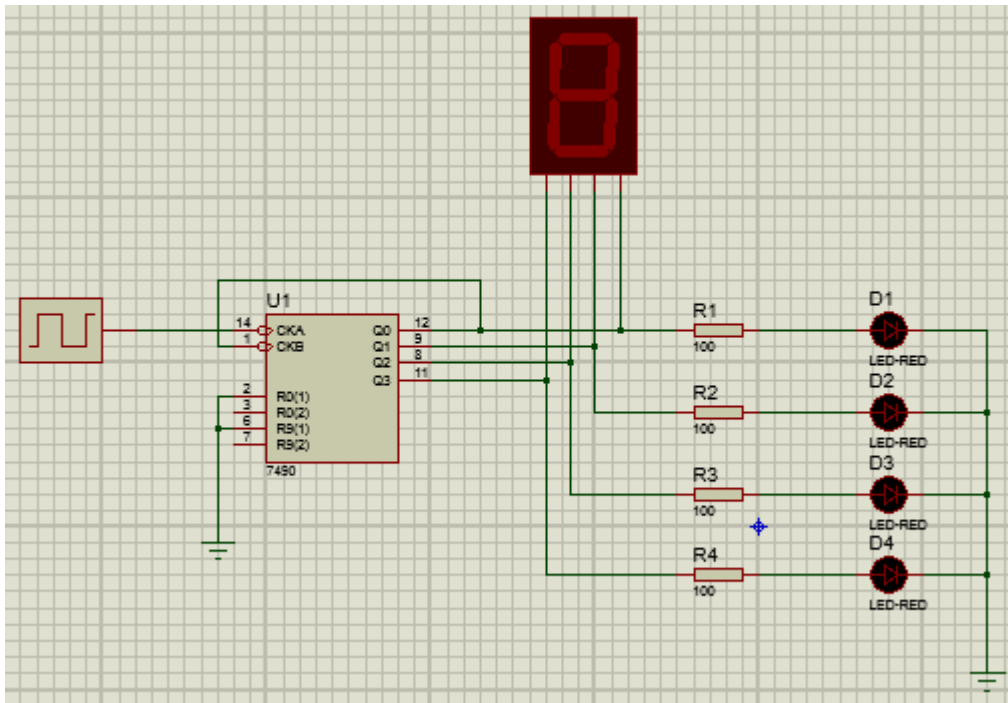 U1
14 CKA Q0 12
1 CKB Q1 9
Q2 8
Q3 11
2 R0(1)
3 R0(2)
6 R9(1)
7 R9(2)
7490
R1
100
D1
LED-RED
R2
100
D2
LED-RED
R3
100
D3
LED-RED
R4
100
D4
LED-RED